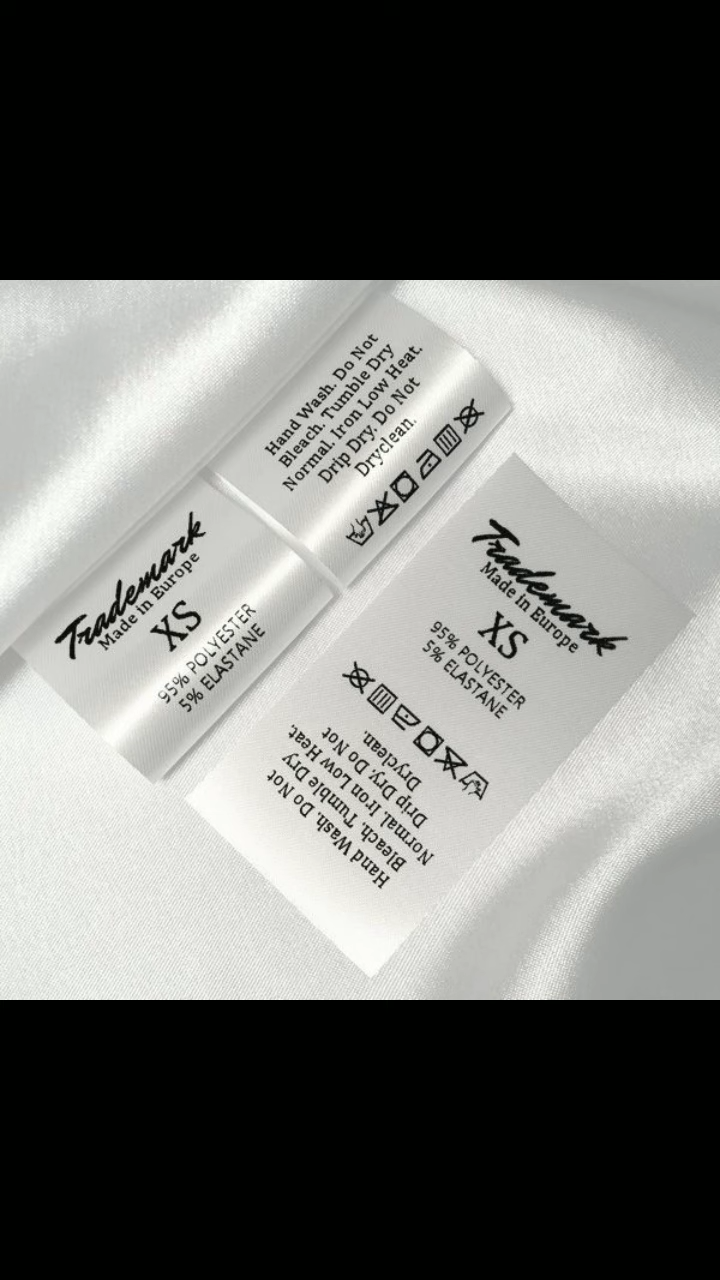 Hand Wash. Do Not
Bleach. Tumble Dry
Normal. Iron Low Heat.
Drip Dry. Do Not
Dryclean.
Trademark
Made in Europe
XS
95% POLYESTER
5% ELASTANE
Trademark
Made in Europe
XS
95% POLYESTER
5% ELASTANE
Hand Wash. Do Not
Bleach. Tumble Dry
Normal. Iron Low Heat.
Drip Dry. Do Not
Dryclean.